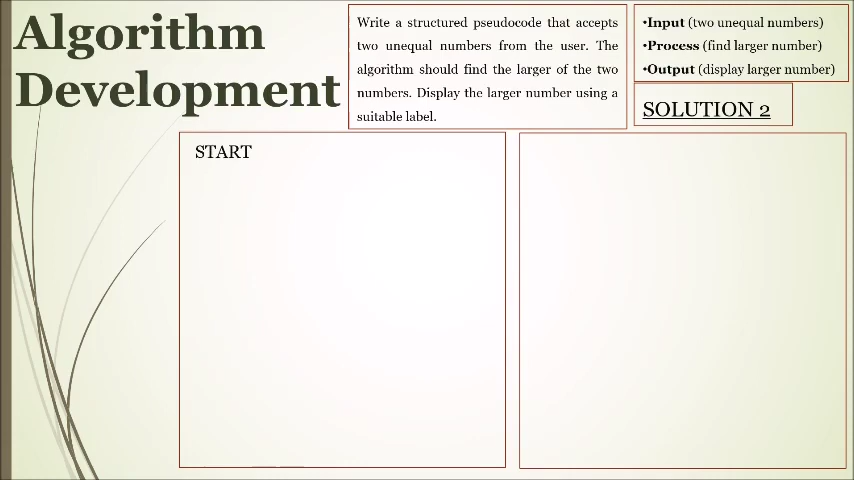 Algorithm
Development
Write a structured pseudocode that accepts
two unequal numbers from the user. The
algorithm should find the larger of the two
numbers. Display the larger number using a
suitable label.
•Input (two unequal numbers)
•Process (find larger number)
•Output (display larger number)
SOLUTION 2
START